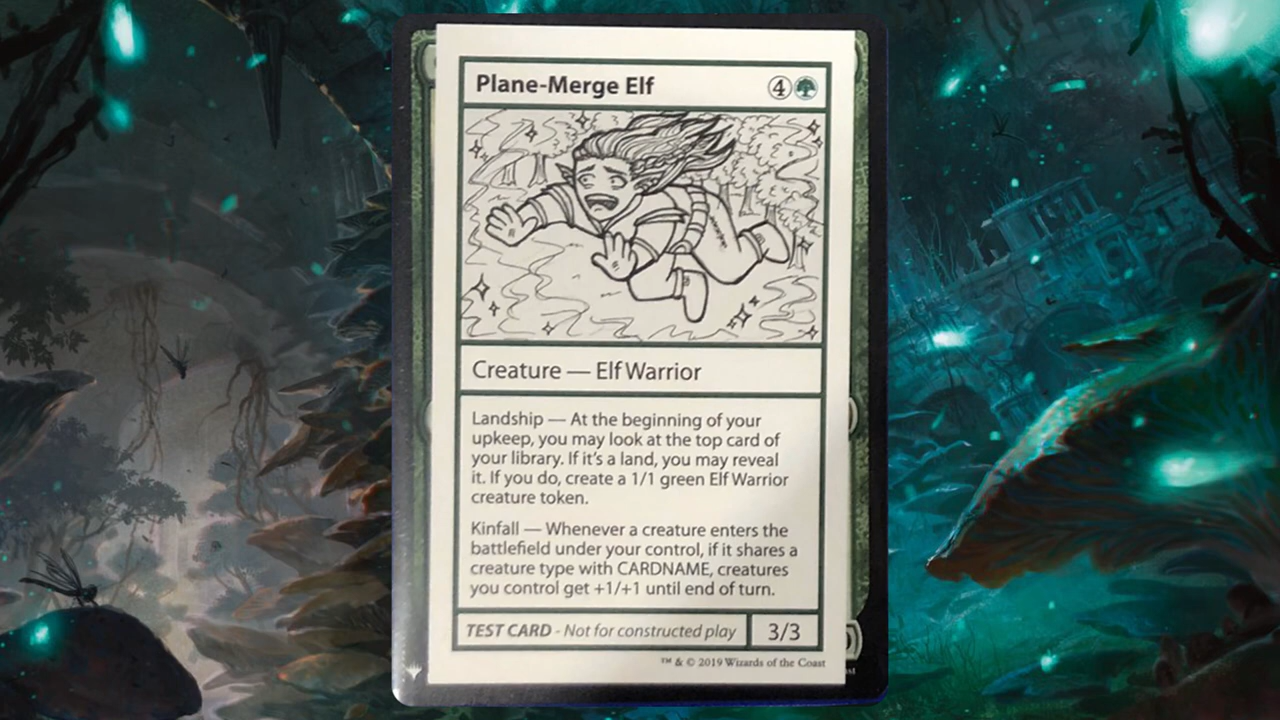 Plane-Merge Elf 4
Creature — Elf Warrior
Landship — At the beginning of your
upkeep, you may look at the top card of
your library. If it's a land, you may reveal
it. If you do, create a 1/1 green Elf Warrior
creature token.
Kinfall — Whenever a creature enters the
battlefield under your control, if it shares a
creature type with CARDNAME, creatures
you control get +1/+1 until end of turn.
TEST CARD - Not for constructed play 3/3
™ & © 2019 Wizards of the Coast